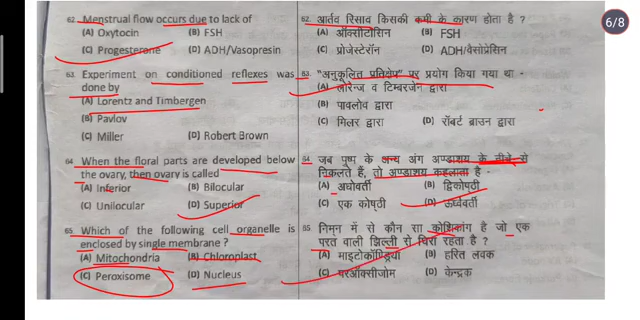 6/8
62. Menstrual flow occurs due to lack of
(A) Oxytocin (B) FSH
(C) Progesterone (D) ADH/Vasopresin
63. Experiment on conditioned reflexes was
done by
(A) Lorentz and Timbergen
(B) Pavlov
(C) Miller (D) Robert Brown
64. When the floral parts are developed below
the ovary, then ovary is called
(A) Inferior (B) Bilocular
(C) Unilocular (D) Superior
65. Which of the following cell organelle is
enclosed by single membrane ?
(A) Mitochondria (B) Chloroplast
(C) Peroxisome (D) Nucleus
62. आर्तव रिसाव किसकी कमी के कारण होता है ?
(A) ऑक्सीटोसिन (B) FSH
(C) प्रोजेस्टेरॉन (D) ADH/वैसोप्रेसिन
63. "अनुकूलित प्रतिक्षेप" पर प्रयोग किया गया था -
(A) लोरेन्ज व टिम्बरजेन द्वारा
(B) पावलोव द्वारा
(C) मिलर द्वारा (D) रॉबर्ट ब्राउन द्वारा
64. जब पुष्प के अन्य अंग अण्डाशय के नीचे से
निकलते हैं, तो अण्डाशय कहलाता है -
(A) अधोवर्ती (B) द्विकोष्ठी
(C) एक कोष्ठी (D) ऊर्ध्ववर्ती
65. निम्न में से कौन सा कोशिकांग है जो एक
परत वाली झिल्ली से घिरा रहता है ?
(A) माइटोकॉण्ड्रिया (B) हरित लवक
(C) परऑक्सीजोम (D) केन्द्रक